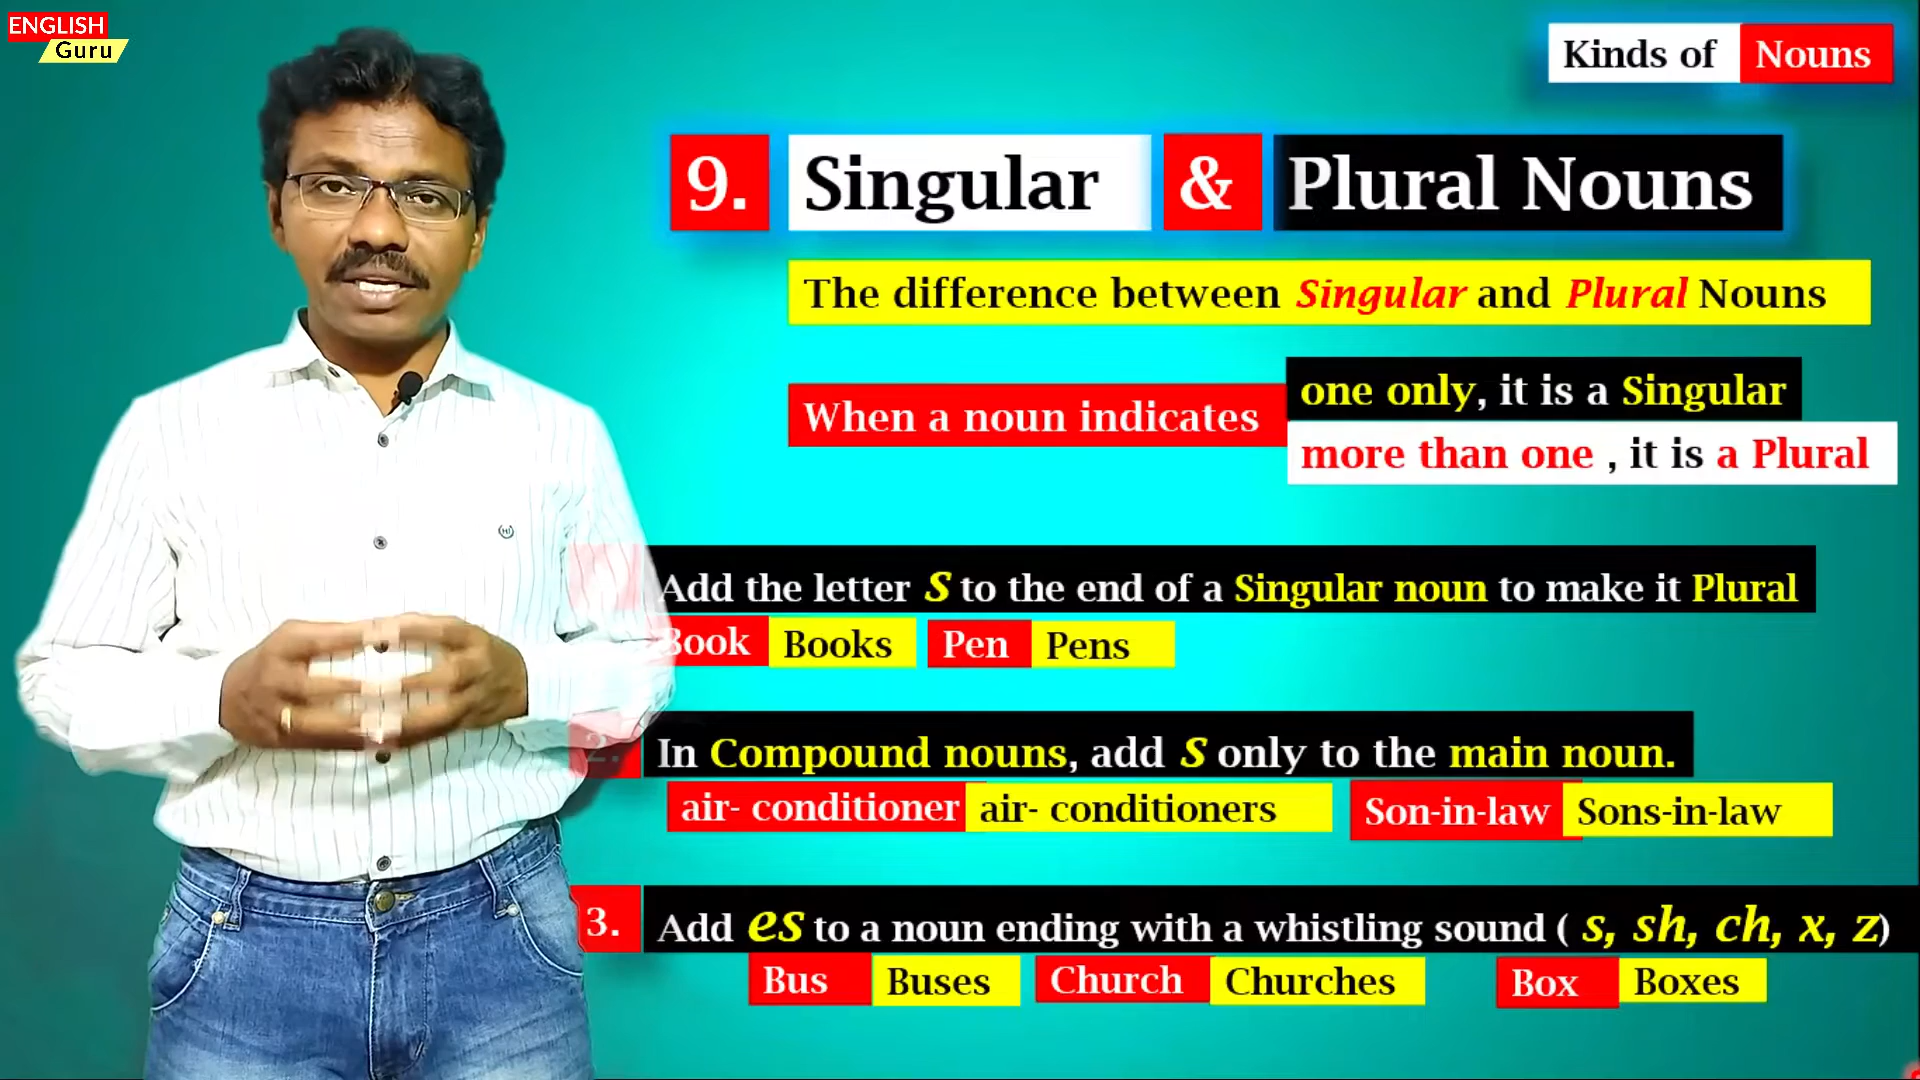 ENGLISH
Guru
Kinds of Nouns
9. Singular & Plural Nouns
The difference between Singular and Plural Nouns
When a noun indicates
one only, it is a Singular
more than one , it is a Plural
Add the letter s to the end of a Singular noun to make it Plural
Book Books Pen Pens
2. In Compound nouns, add s only to the main noun.
air- conditioner air- conditioners Son-in-law Sons-in-law
3. Add es to a noun ending with a whistling sound ( s, sh, ch, x, z)
Bus Buses Church Churches Box Boxes